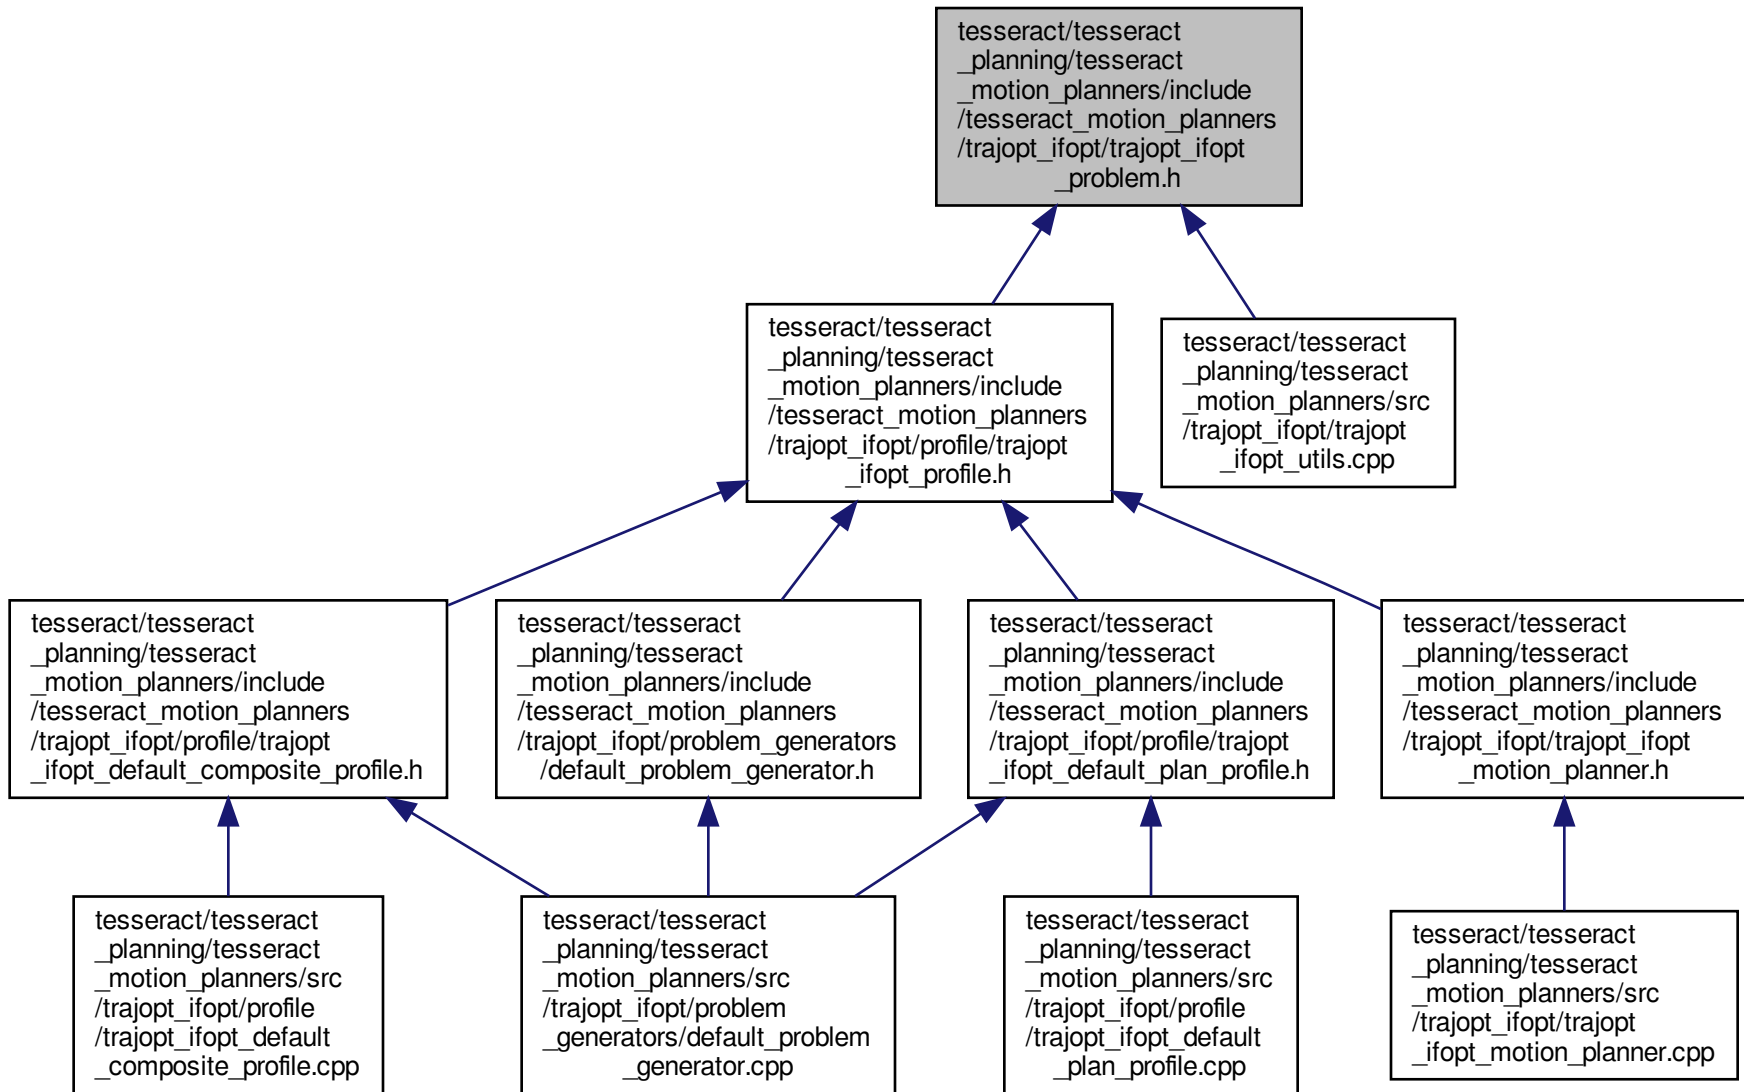 tesseract/tesseract
_planning/tesseract
_motion_planners/include
/tesseract_motion_planners
/trajopt_ifopt/trajopt_ifopt
_problem.h
tesseract/tesseract
_planning/tesseract
_motion_planners/include
/tesseract_motion_planners
/trajopt_ifopt/profile/trajopt
_ifopt_profile.h
tesseract/tesseract
_planning/tesseract
_motion_planners/src
/trajopt_ifopt/trajopt
_ifopt_utils.cpp
tesseract/tesseract
_planning/tesseract
_motion_planners/include
/tesseract_motion_planners
/trajopt_ifopt/profile/trajopt
_ifopt_default_composite_profile.h
tesseract/tesseract
_planning/tesseract
_motion_planners/include
/tesseract_motion_planners
/trajopt_ifopt/problem_generators
/default_problem_generator.h
tesseract/tesseract
_planning/tesseract
_motion_planners/include
/tesseract_motion_planners
/trajopt_ifopt/profile/trajopt
_ifopt_default_plan_profile.h
tesseract/tesseract
_planning/tesseract
_motion_planners/include
/tesseract_motion_planners
/trajopt_ifopt/trajopt_ifopt
_motion_planner.h
tesseract/tesseract
_planning/tesseract
_motion_planners/src
/trajopt_ifopt/profile
/trajopt_ifopt_default
_composite_profile.cpp
tesseract/tesseract
_planning/tesseract
_motion_planners/src
/trajopt_ifopt/problem
_generators/default_problem
_generator.cpp
tesseract/tesseract
_planning/tesseract
_motion_planners/src
/trajopt_ifopt/profile
/trajopt_ifopt_default
_plan_profile.cpp
tesseract/tesseract
_planning/tesseract
_motion_planners/src
/trajopt_ifopt/trajopt
_ifopt_motion_planner.cpp